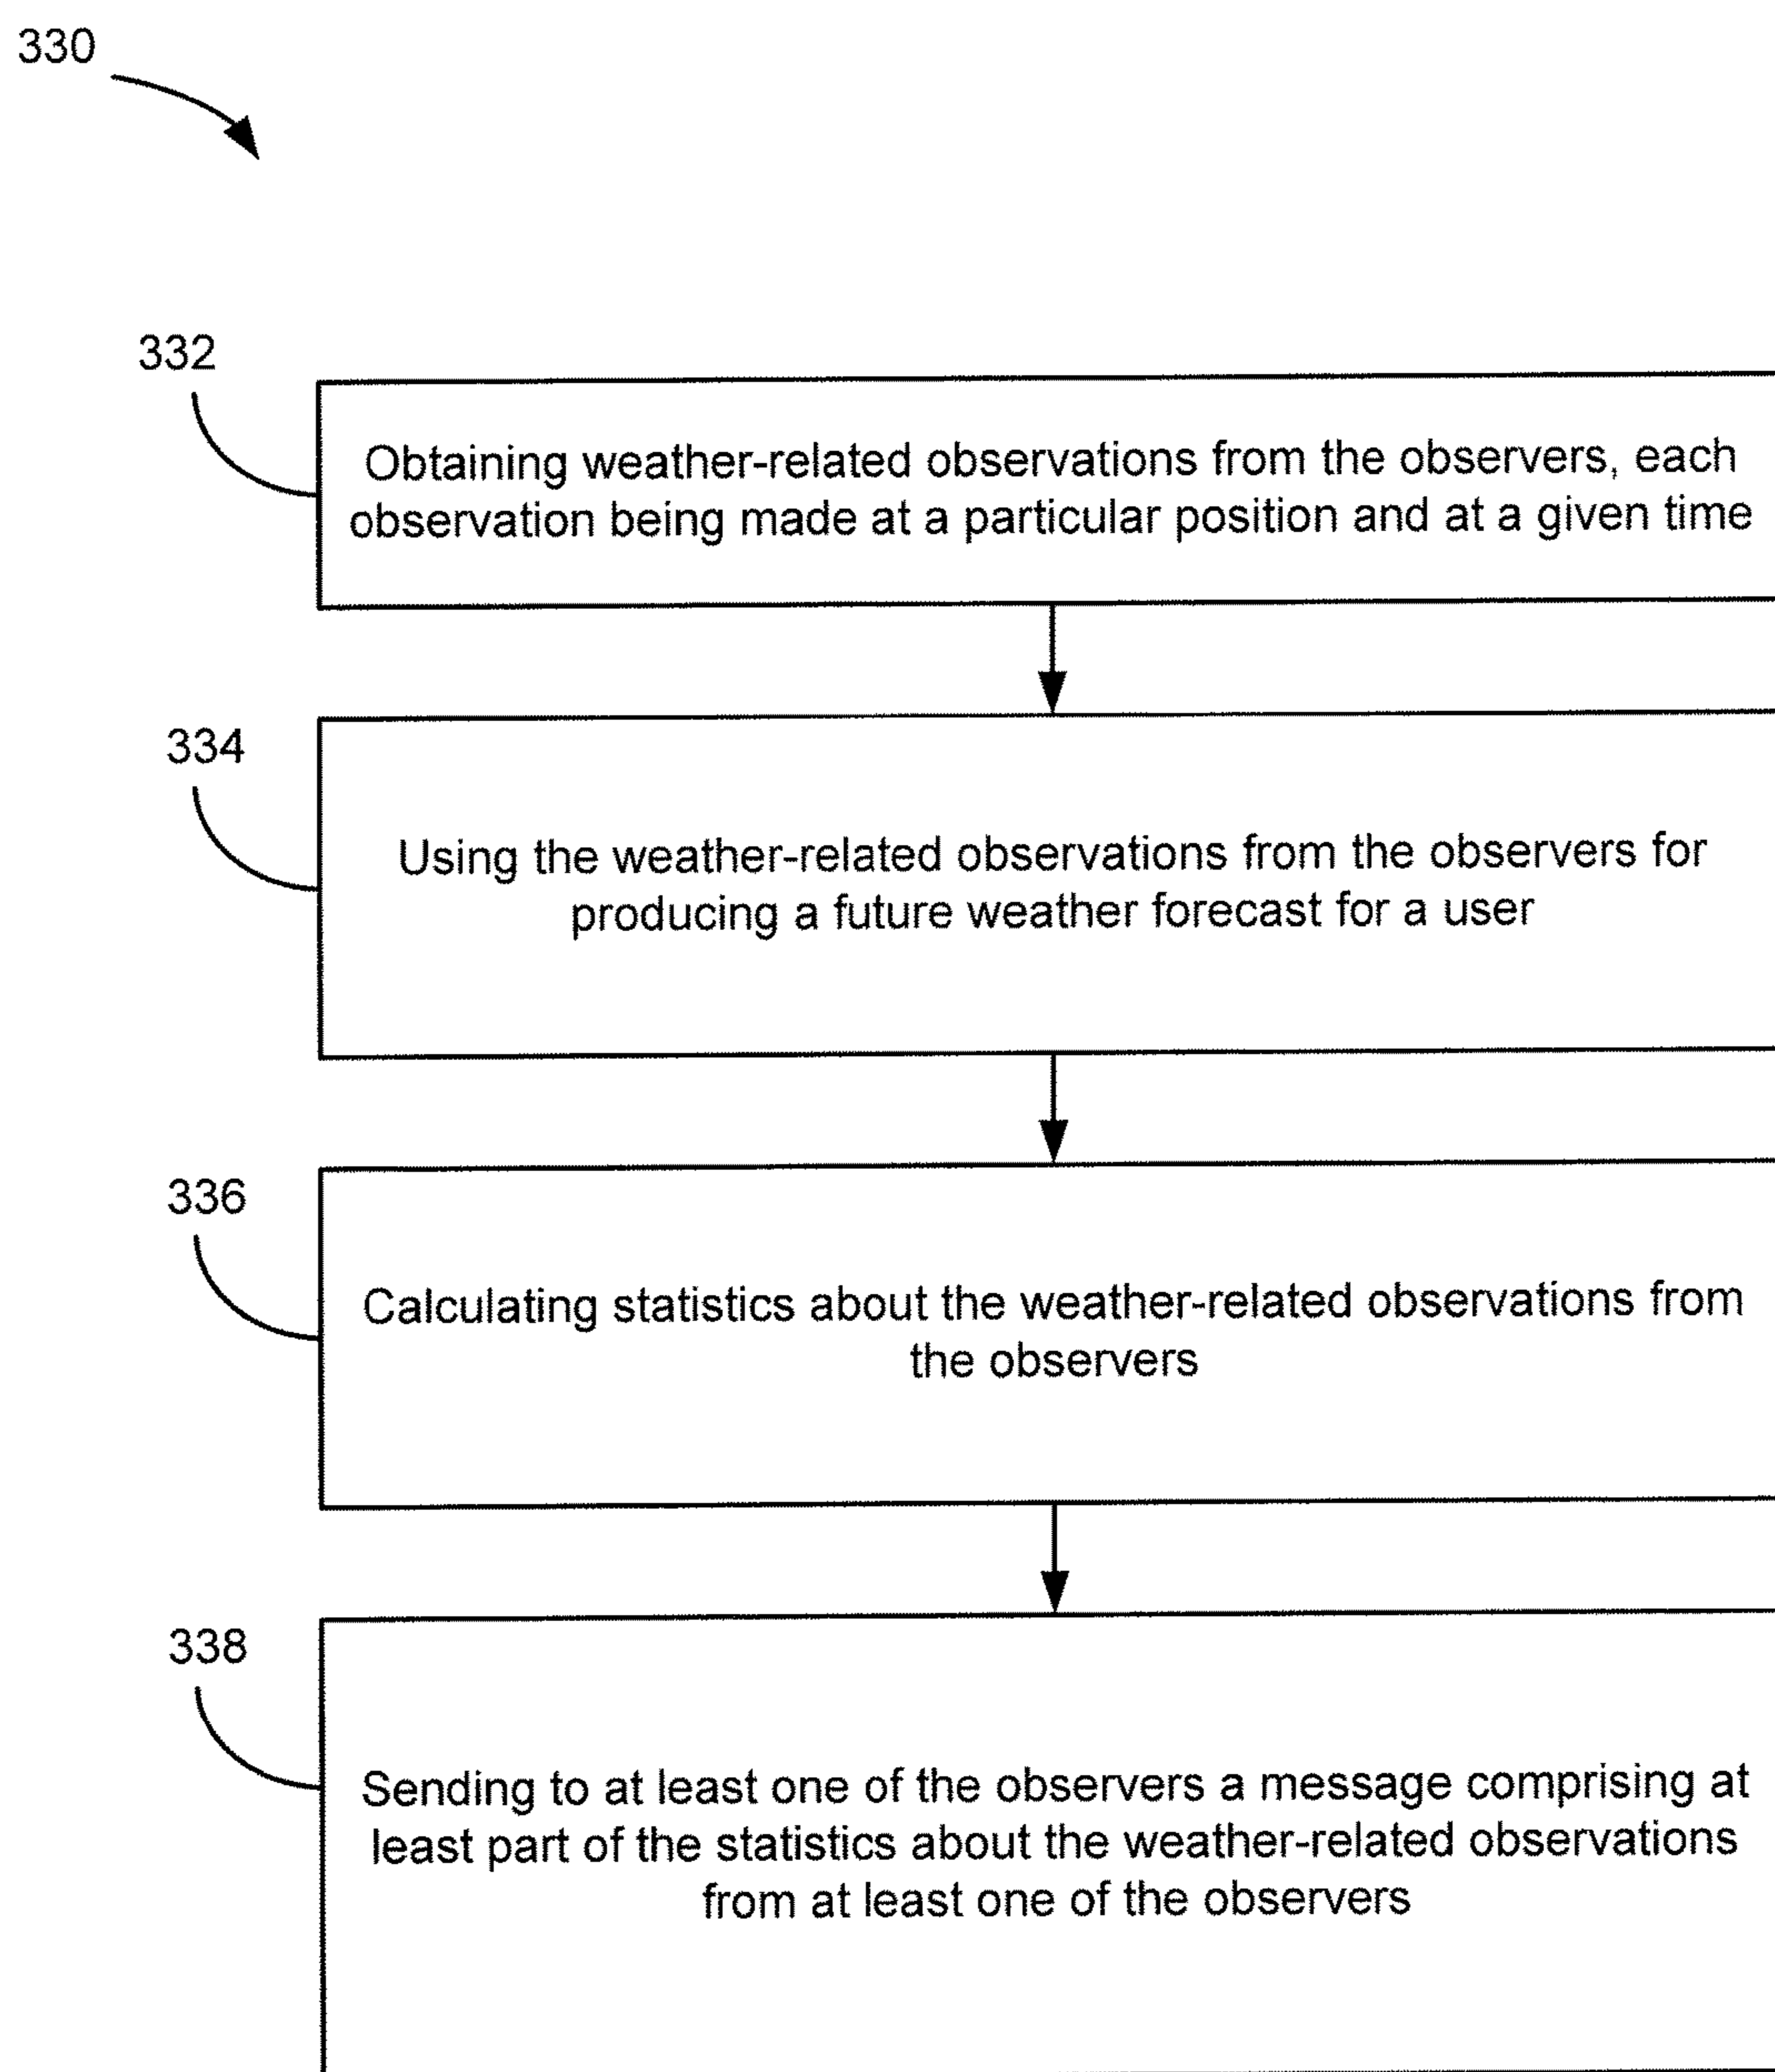 330
332
Obtaining weather-related observations from the observers, each
observation being made at a particular position and at a given time
334
Using the weather-related observations from the observers for
producing a future weather forecast for a user
336
Calculating statistics about the weather-related observations from
the observers
338
Sending to at least one of the observers a message comprising at
least part of the statistics about the weather-related observations
from at least one of the observers